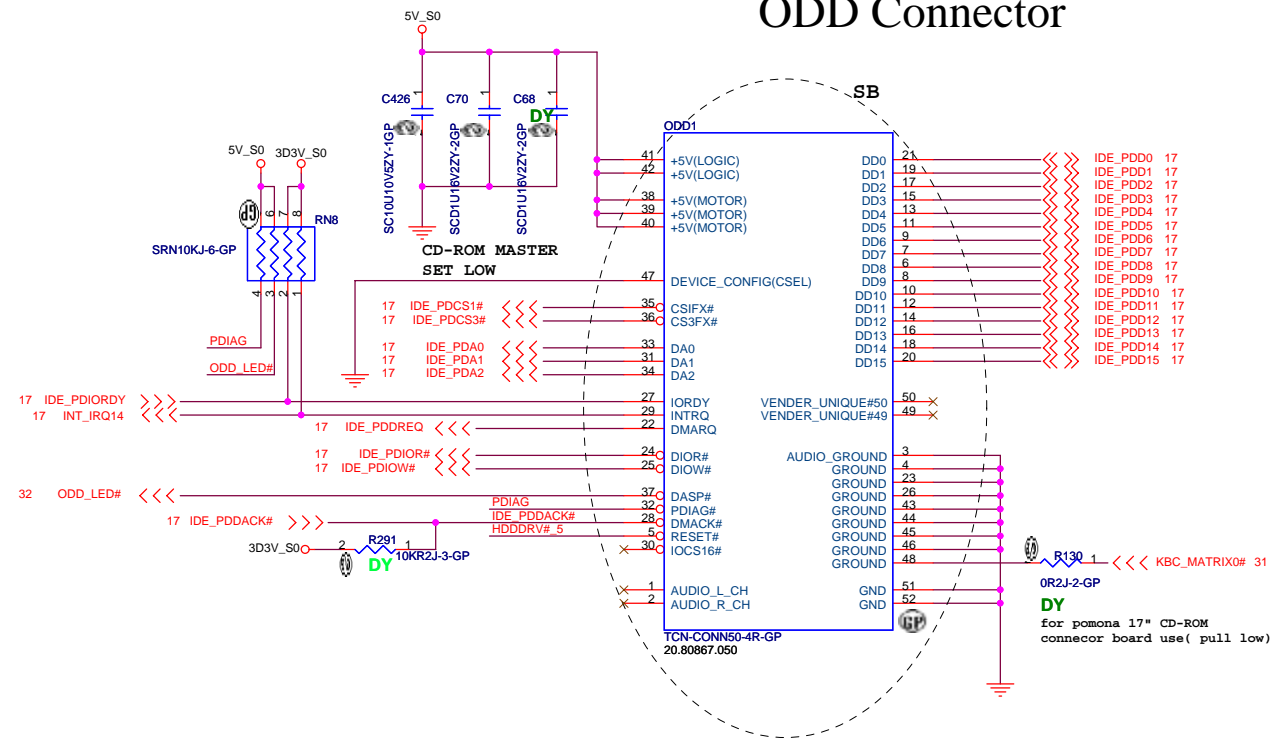 ODD Connector
5V_S0
C426
1
C70
1
C68
1
DY
SC10U10V5ZY-1GP
SCD1U16V2ZY-2GP
SCD1U16V2ZY-2GP
5V_S0
3D3V_S0
GP
6
7
8
RN8
SRN10KJ-6-GP
4
3
2
1
PDIAG
ODD_LED#
CD-ROM MASTER
SET LOW
SB
ODD1
41 +5V(LOGIC)
42 +5V(LOGIC)
38 +5V(MOTOR)
39 +5V(MOTOR)
40 +5V(MOTOR)
47 DEVICE_CONFIG(CSEL)
17 IDE_PDCS1# 35 CSIFX#
17 IDE_PDCS3# 36 CS3FX#
17 IDE_PDA0 33 DA0
17 IDE_PDA1 31 DA1
17 IDE_PDA2 34 DA2
17 IDE_PDIORDY 27 IORDY
17 INT_IRQ14 29 INTRQ
17 IDE_PDDREQ 22 DMARQ
17 IDE_PDIOR# 24 DIOR#
17 IDE_PDIOW# 25 DIOW#
32 ODD_LED# 37 DASP#
PDIAG 32 PDIAG#
17 IDE_PDDACK# IDE_PDDACK# 28 DMACK#
HDDDRV#_5 5 RESET#
30 IOCS16#
3D3V_S0 2 R291 1 10KR2J-3-GP
DY
1 AUDIO_L_CH
2 AUDIO_R_CH
DD0 21 IDE_PDD0 17
DD1 19 IDE_PDD1 17
DD2 17 IDE_PDD2 17
DD3 15 IDE_PDD3 17
DD4 13 IDE_PDD4 17
DD5 11 IDE_PDD5 17
DD6 9 IDE_PDD6 17
DD7 7 IDE_PDD7 17
DD8 6 IDE_PDD8 17
DD9 8 IDE_PDD9 17
DD10 10 IDE_PDD10 17
DD11 12 IDE_PDD11 17
DD12 14 IDE_PDD12 17
DD13 16 IDE_PDD13 17
DD14 18 IDE_PDD14 17
DD15 20 IDE_PDD15 17
VENDER_UNIQUE#50 50
VENDER_UNIQUE#49 49
AUDIO_GROUND 3
GROUND 4
GROUND 23
GROUND 26
GROUND 43
GROUND 44
GROUND 45
GROUND 46
GROUND 48
GND 51
GND 52
GP
TCN-CONN50-4R-GP
20.80867.050
R130 1 KBC_MATRIX0# 31
0R2J-2-GP
DY
for pomona 17" CD-ROM
connecor board use( pull low)